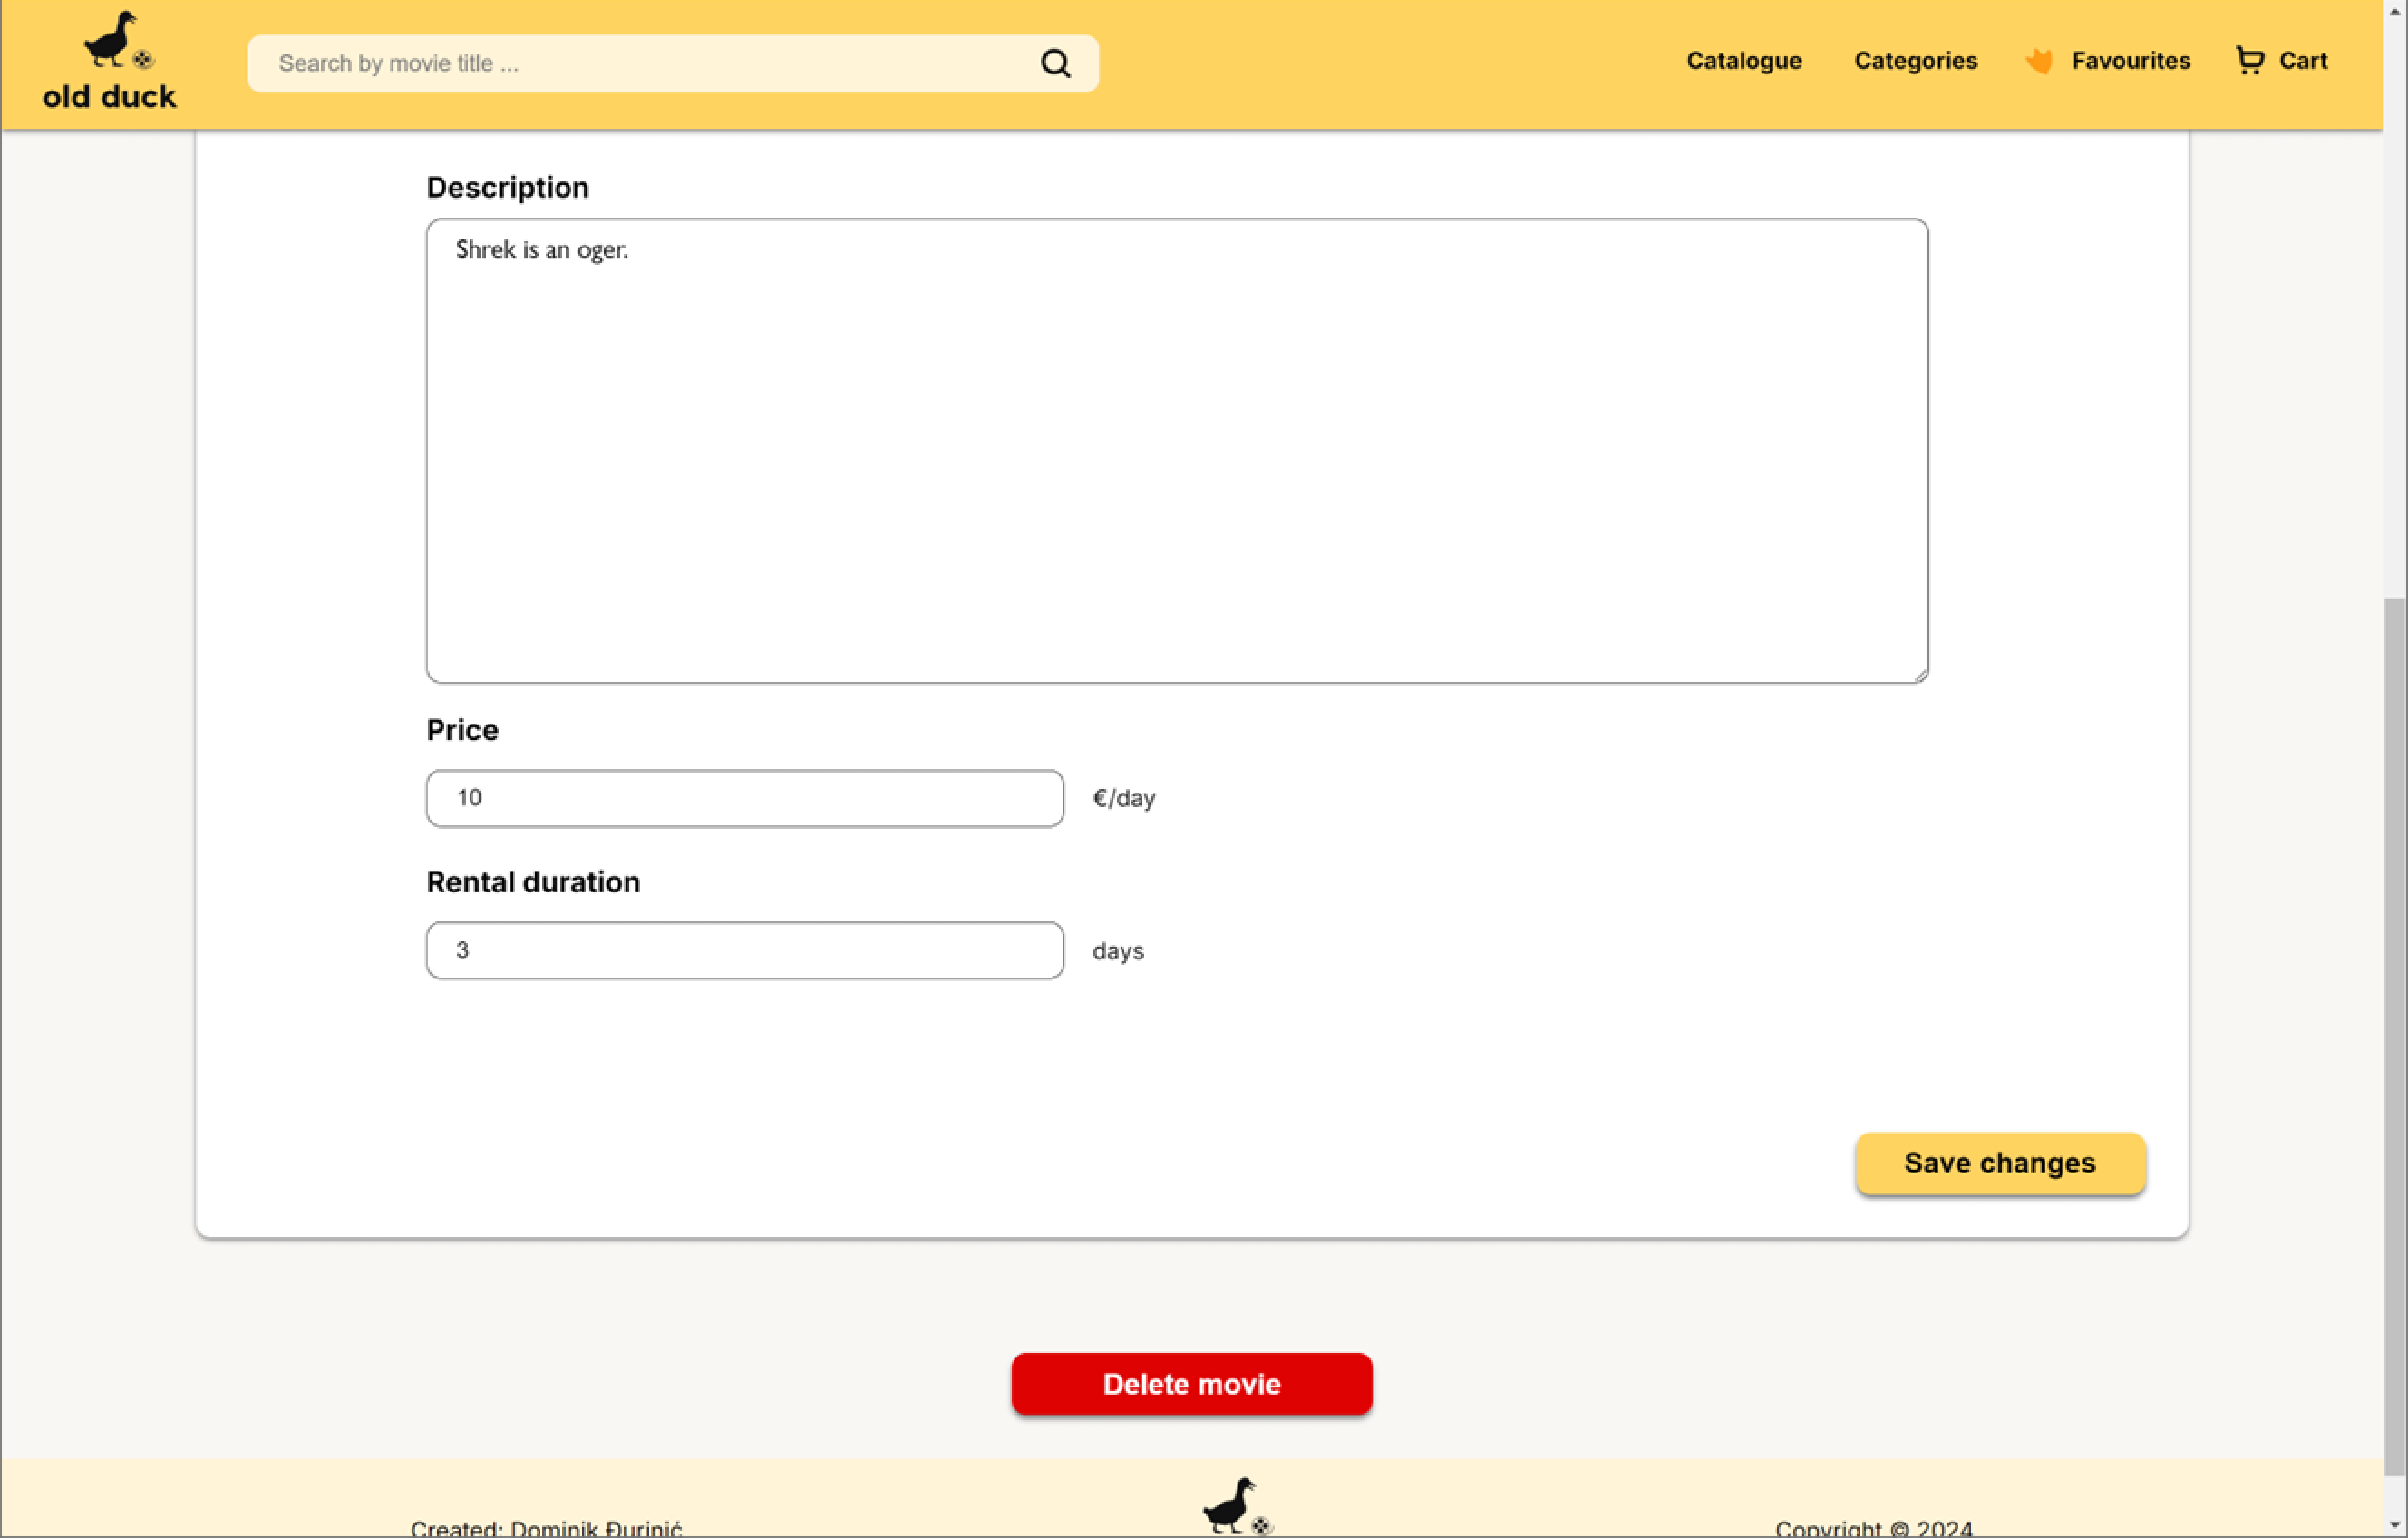 old duck
Search by movie title ...
Catalogue
Categories
Favourites
Cart
Description
Shrek is an oger.
Price
10
€/day
Rental duration
3
days
Save changes
Delete movie
Created: Dominik Đurinić
Copyright © 2024